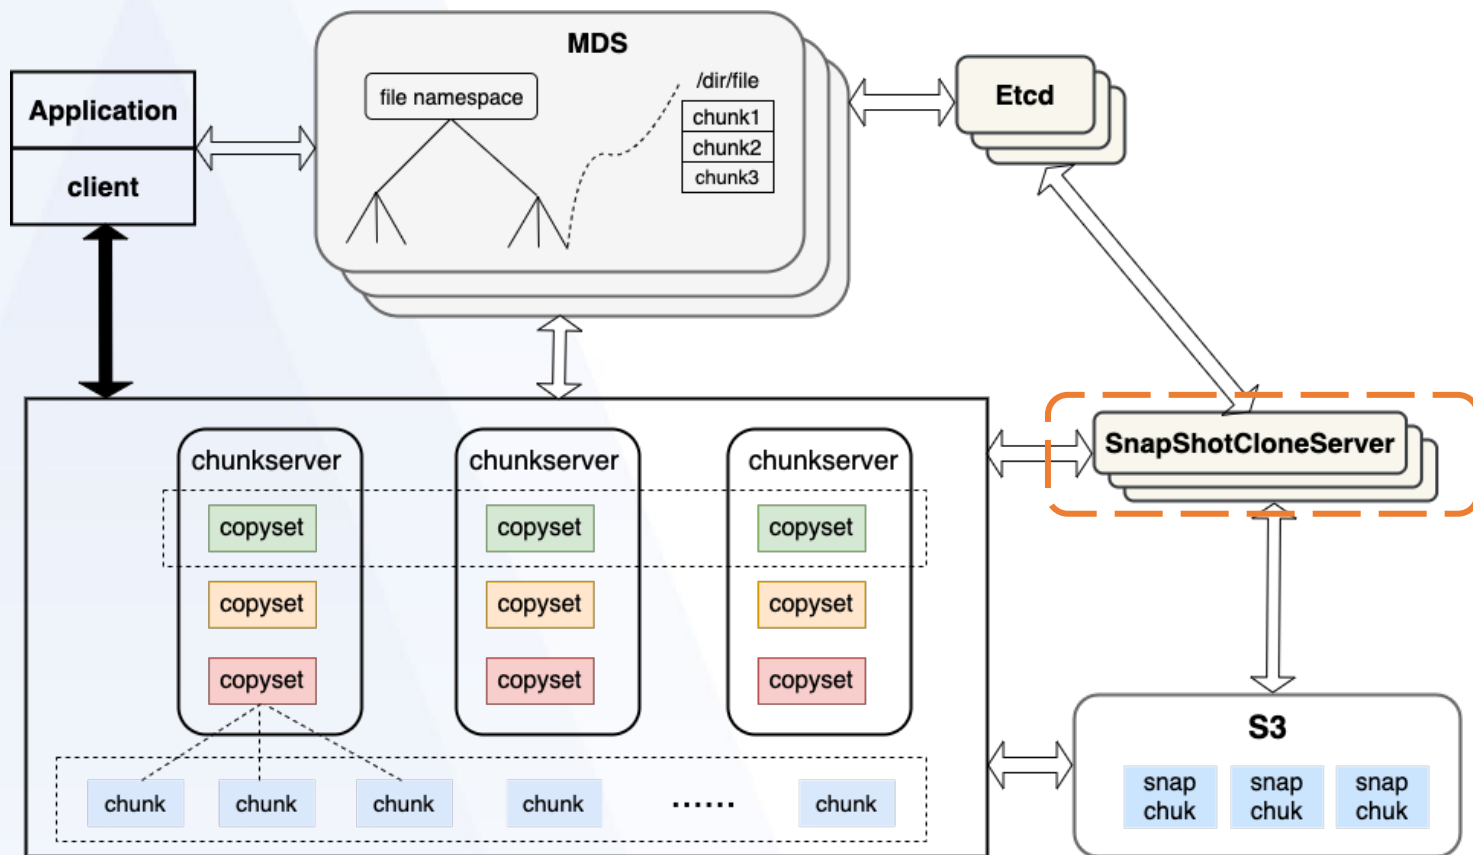 MDS
file namespace
/dir/file
chunk1
chunk2
chunk3
Etcd
Application
client
chunkserver
chunkserver
chunkserver
copyset
copyset
copyset
copyset
copyset
copyset
copyset
copyset
copyset
chunk
chunk
chunk
chunk
......
chunk
SnapShotCloneServer
S3
snap
chuk
snap
chuk
snap
chuk